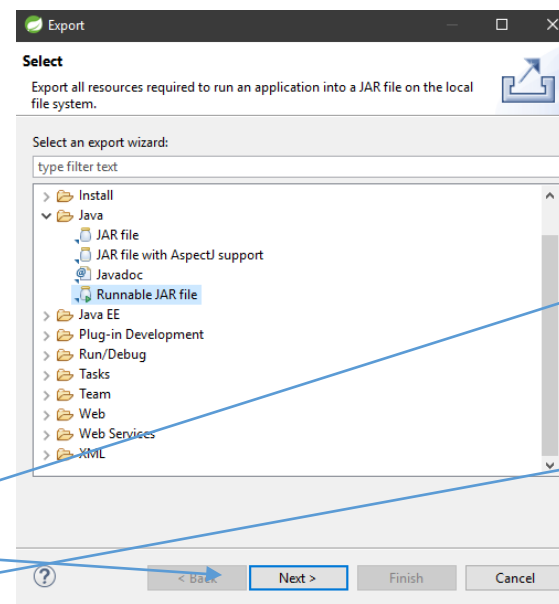 Export
Select
Export all resources required to run an application into a JAR file on the local
file system.
Select an export wizard:
type filter text
Install
Java
JAR file
JAR file with AspectJ support
Javadoc
Runnable JAR file
Java EE
Plug-in Development
Run/Debug
Tasks
Team
Web
Web Services
XML
< Back Next > Finish Cancel